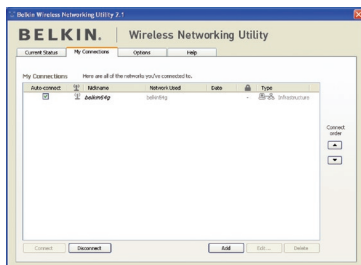 Belkin Wireless Networking Utility 2.1
BELKIN. Wireless Networking Utility
Current Status My Connections Options Help
My Connections Here are all of the networks you've connected to.
Auto-connect Nickname Network Used Date Type
belkin54g belkin54g - Infrastructure
Connect order
Connect Disconnect Add Edit... Delete